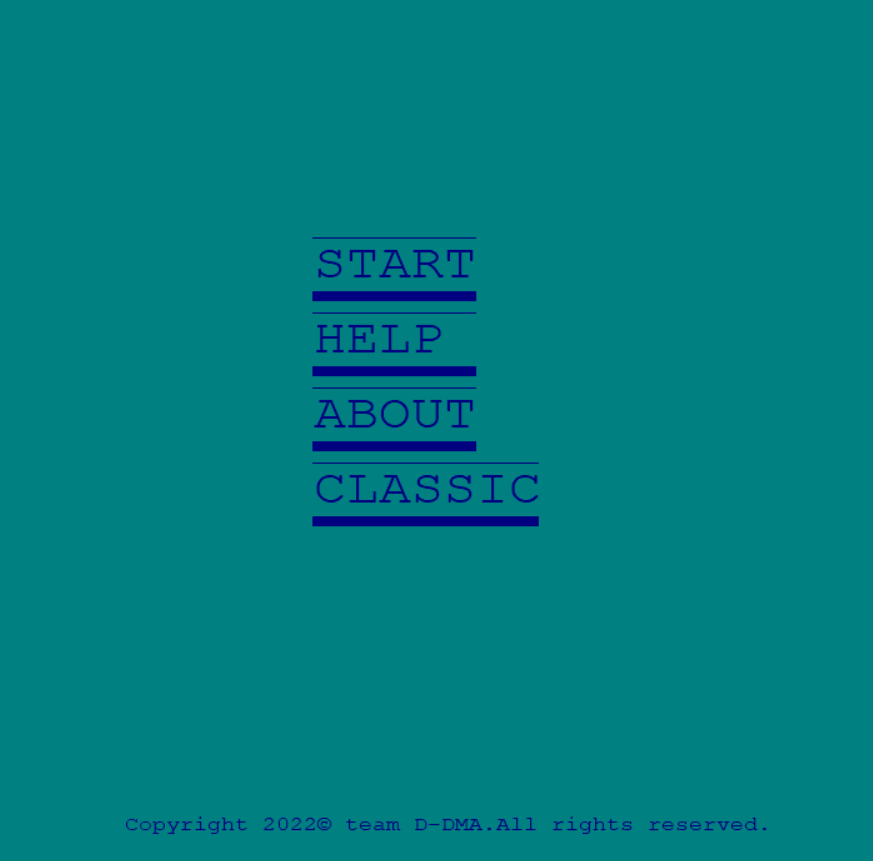 START
HELP
ABOUT
CLASSIC
Copyright 2022© team D-DMA.All rights reserved.